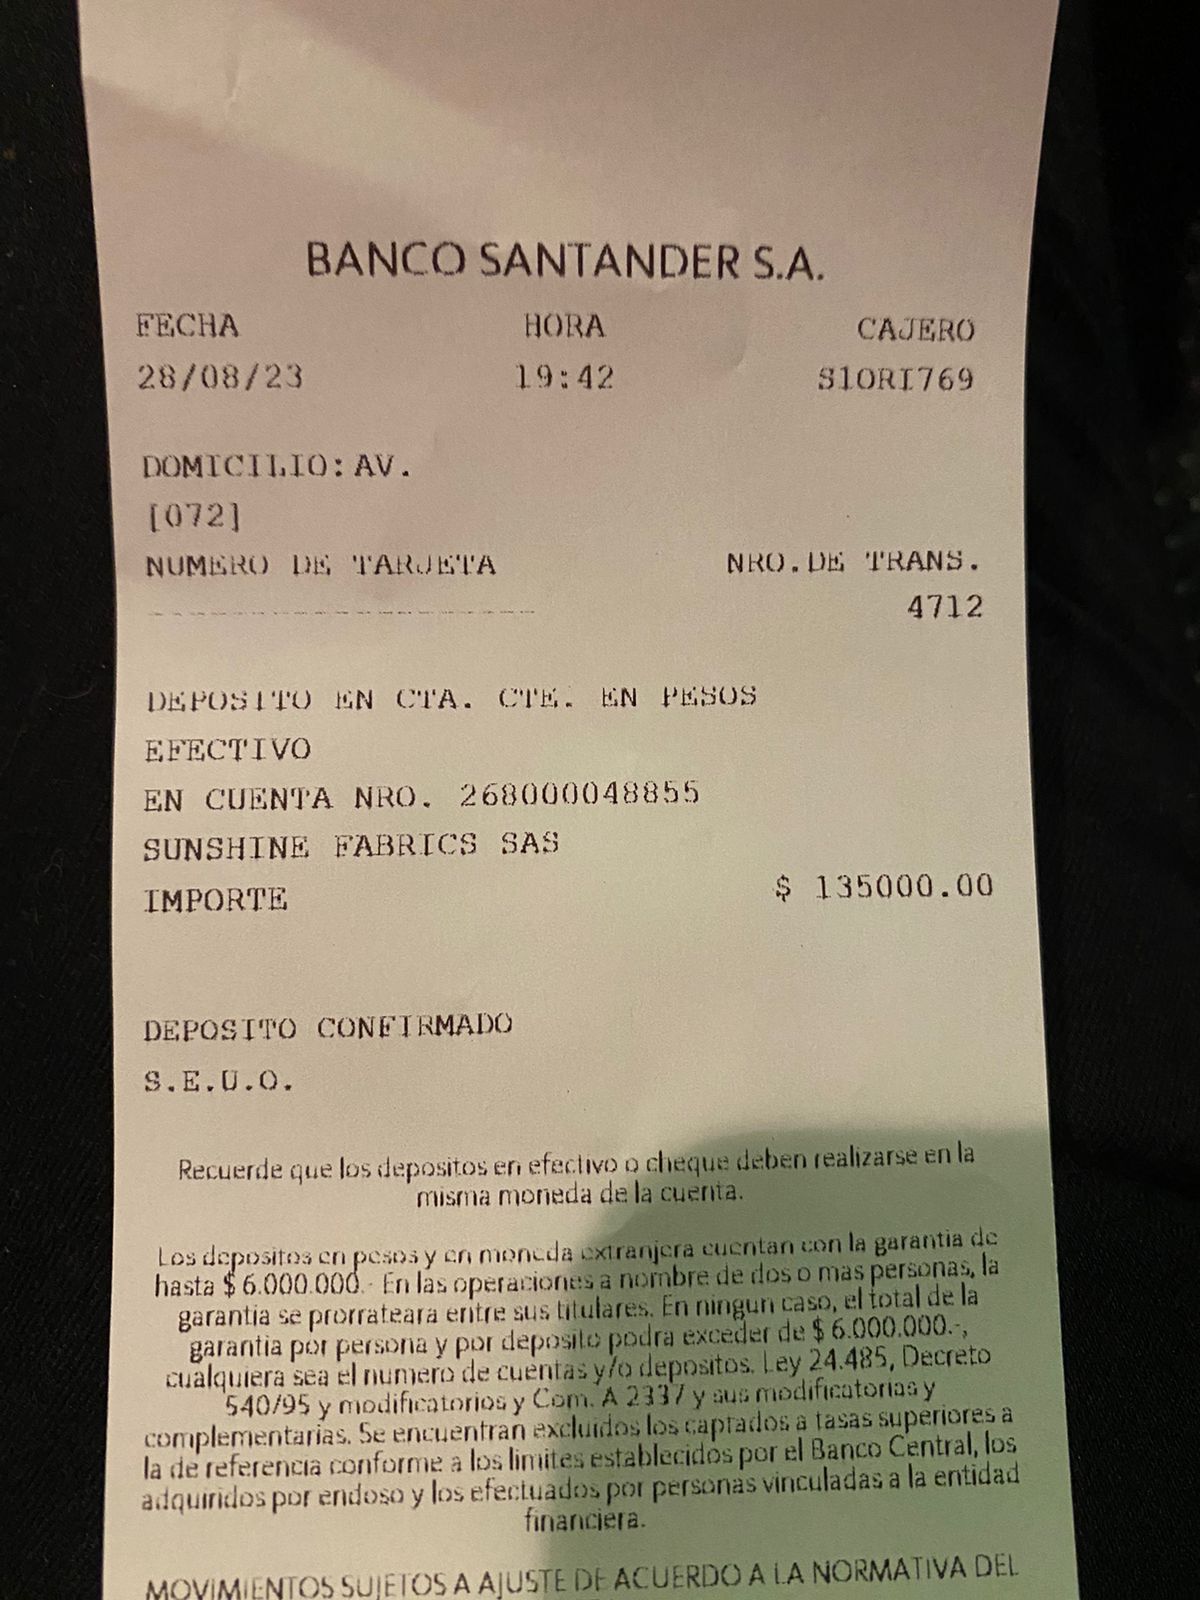 BANCO SANTANDER S.A.
FECHA HORA CAJERO
28/08/23 19:42 S1ORI769
DOMICILIO: AV.
[072]
NUMERO DE TARJETA NRO.DE TRANS.
4712
DEPOSITO EN CTA. CTE. EN PESOS
EFECTIVO
EN CUENTA NRO. 268000048855
SUNSHINE FABRICS SAS
IMPORTE $ 135000.00
DEPOSITO CONFIRMADO
S.E.U.O.
Recuerde que los depositos en efectivo o cheque deben realizarse en la
misma moneda de la cuenta.
Los depositos en pesos y en moneda extranjera cuentan con la garantia de
hasta $ 6.000.000.- En las operaciones a nombre de dos o mas personas, la
garantia se prorrateara entre sus titulares. En ningun caso, el total de la
garantia por persona y por deposito podra exceder de $ 6.000.000.-,
cualquiera sea el numero de cuentas y/o depositos. Ley 24.485, Decreto
540/95 y modificatorios y Com. A 2337 y sus modificatorias y
complementarias. Se encuentran excluidos los captados a tasas superiores a
la de referencia conforme a los limites establecidos por el Banco Central, los
adquiridos por endoso y los efectuados por personas vinculadas a la entidad
financiera.
MOVIMIENTOS SUJETOS A AJUSTE DE ACUERDO A LA NORMATIVA DEL